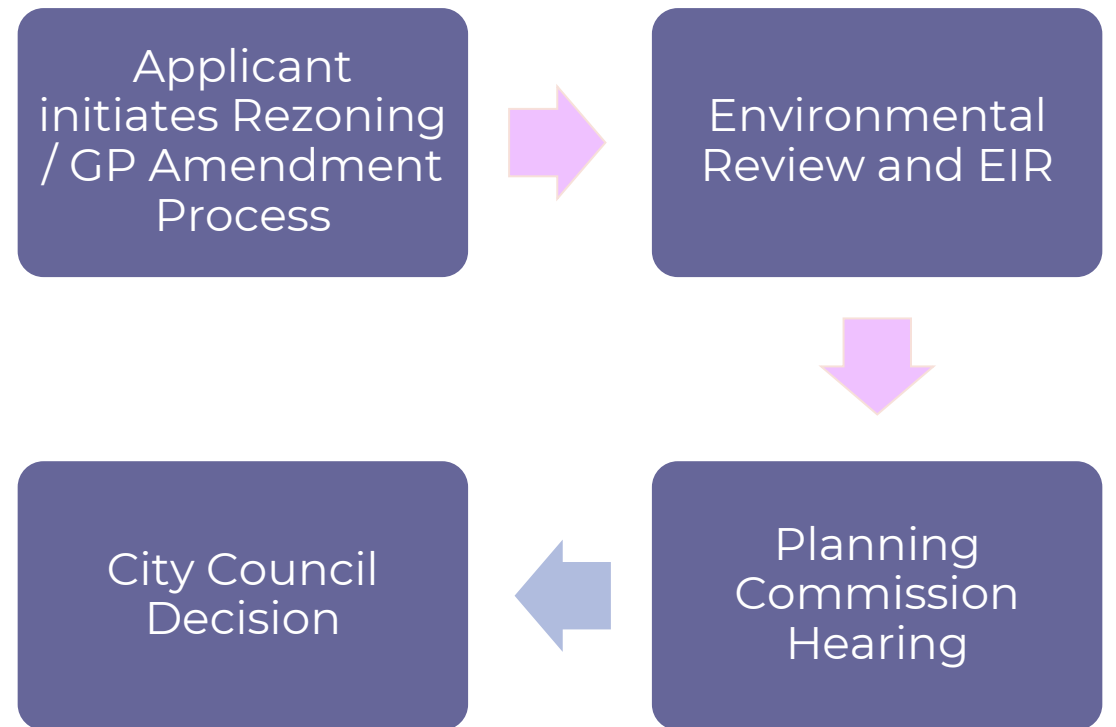 Applicant
initiates Rezoning
/ GP Amendment
Process
Environmental
Review and EIR
Planning
Commission
Hearing
City Council
Decision